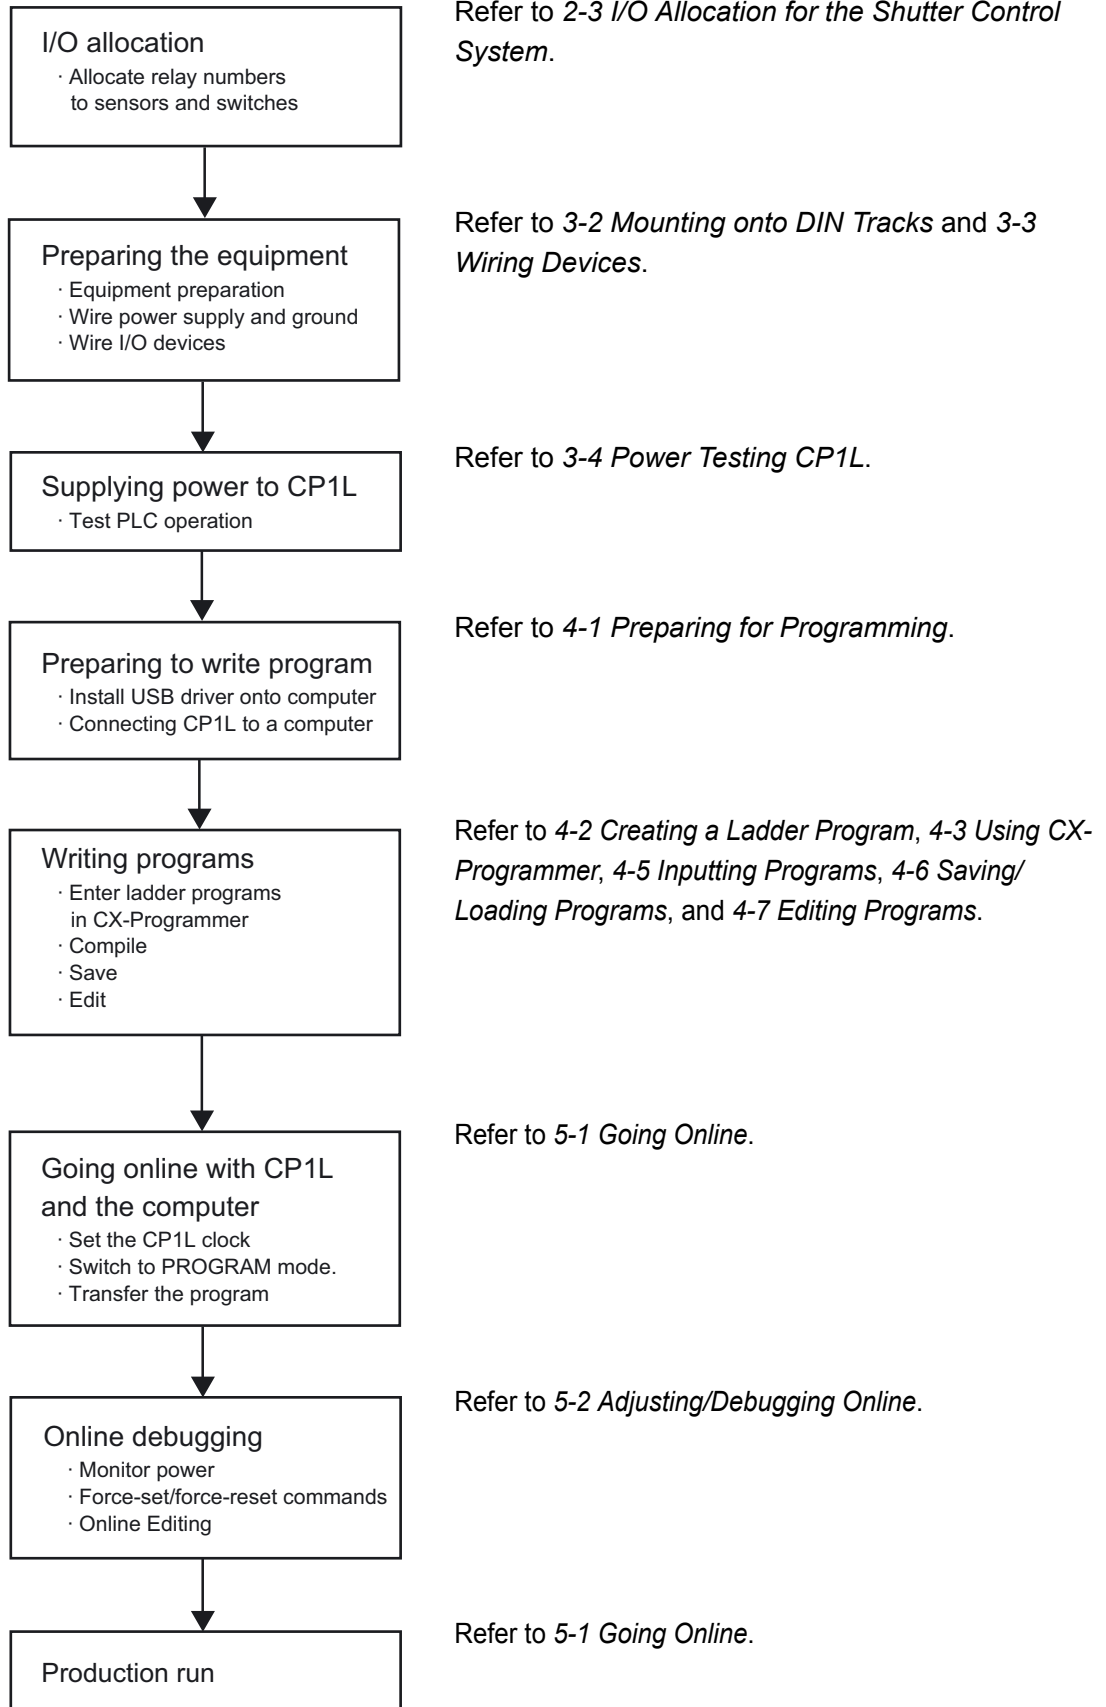 Refer to 2-3 I/O Allocation for the Shutter Control
System.
I/O allocation
· Allocate relay numbers
to sensors and switches
Refer to 3-2 Mounting onto DIN Tracks and 3-3
Wiring Devices.
Preparing the equipment
· Equipment preparation
· Wire power supply and ground
· Wire I/O devices
Refer to 3-4 Power Testing CP1L.
Supplying power to CP1L
· Test PLC operation
Refer to 4-1 Preparing for Programming.
Preparing to write program
· Install USB driver onto computer
· Connecting CP1L to a computer
Refer to 4-2 Creating a Ladder Program, 4-3 Using CX-
Programmer, 4-5 Inputting Programs, 4-6 Saving/
Loading Programs, and 4-7 Editing Programs.
Writing programs
· Enter ladder programs
in CX-Programmer
· Compile
· Save
· Edit
Refer to 5-1 Going Online.
Going online with CP1L
and the computer
· Set the CP1L clock
· Switch to PROGRAM mode.
· Transfer the program
Refer to 5-2 Adjusting/Debugging Online.
Online debugging
· Monitor power
· Force-set/force-reset commands
· Online Editing
Refer to 5-1 Going Online.
Production run